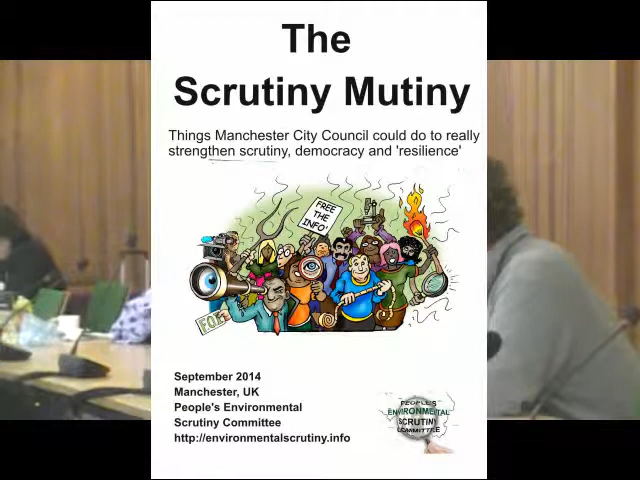 The
Scrutiny Mutiny
Things Manchester City Council could do to really
strengthen scrutiny, democracy and 'resilience'
FREE
THE
INFO'
F.O.I.
September 2014
Manchester, UK
People's Environmental
Scrutiny Committee
http://environmentalscrutiny.info
PEOPLE'S
ENVIRONMENTAL
SCRUTINY
COMMITTEE